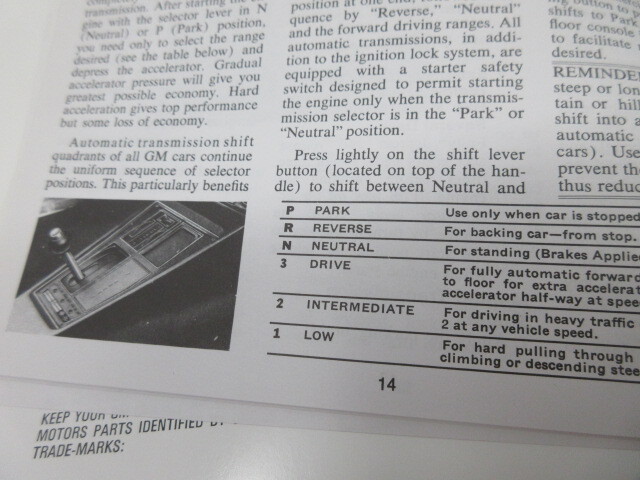 transmission. After starting the
gine with the selector lever in N
(Neutral) or P (Park) position,
you need only to select the range
desired (see the table below) and
depress the accelerator. Gradual
accelerator pressure will give you
greatest possible economy. Hard
acceleration gives top performance
but some loss of economy.
Automatic transmission shift
quadrants of all GM cars continue
the uniform sequence of selector
positions. This particularly benefits
position at one end,
quence by “Reverse,” “Neutral”
and the forward driving ranges. All
automatic transmissions, in addi-
tion to the ignition lock system, are
equipped with a starter safety
switch designed to permit starting
the engine only when the transmis-
mission selector is in the “Park” or
“Neutral” position.
Press lightly on the shift lever
button (located on top of the han-
dle) to shift between Neutral and
shifts to Park
floor console
to facilitate
desired.
REMINDE
steep or lon
tain or hill
shift into a
automatic
cars). Use
prevent the
thus reduc
P PARK Use only when car is stopped
R REVERSE For backing car—from stop.
N NEUTRAL For standing (Brakes Applie
3 DRIVE For fully automatic forward
to floor for extra accelerat
accelerator half-way at spee
2 INTERMEDIATE For driving in heavy traffic
2 at any vehicle speed.
1 LOW For hard pulling through
climbing or descending stee
14
KEEP YOUR
MOTORS PARTS IDENTIFIED
TRADE-MARKS: